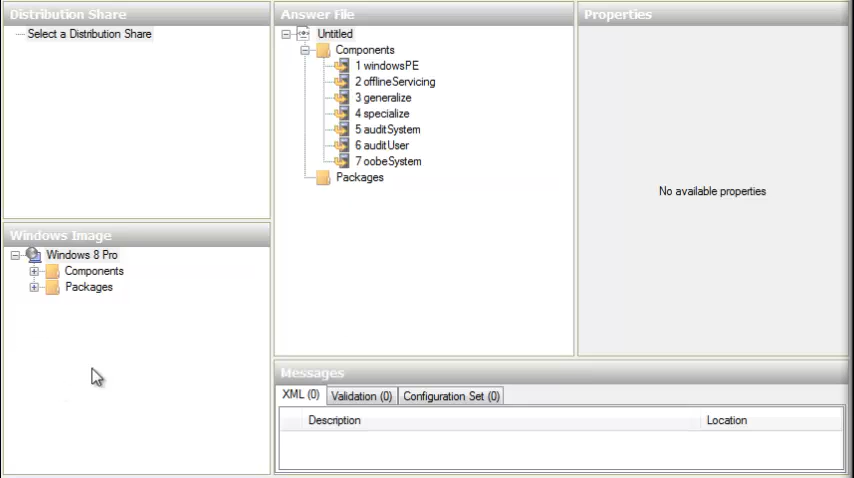 Distribution Share
Select a Distribution Share
Windows Image
Windows 8 Pro
Components
Packages
Answer File
Untitled
Components
1 windowsPE
2 offlineServicing
3 generalize
4 specialize
5 auditSystem
6 auditUser
7 oobeSystem
Packages
Properties
No available properties
Messages
XML (0) Validation (0) Configuration Set (0)
Description Location